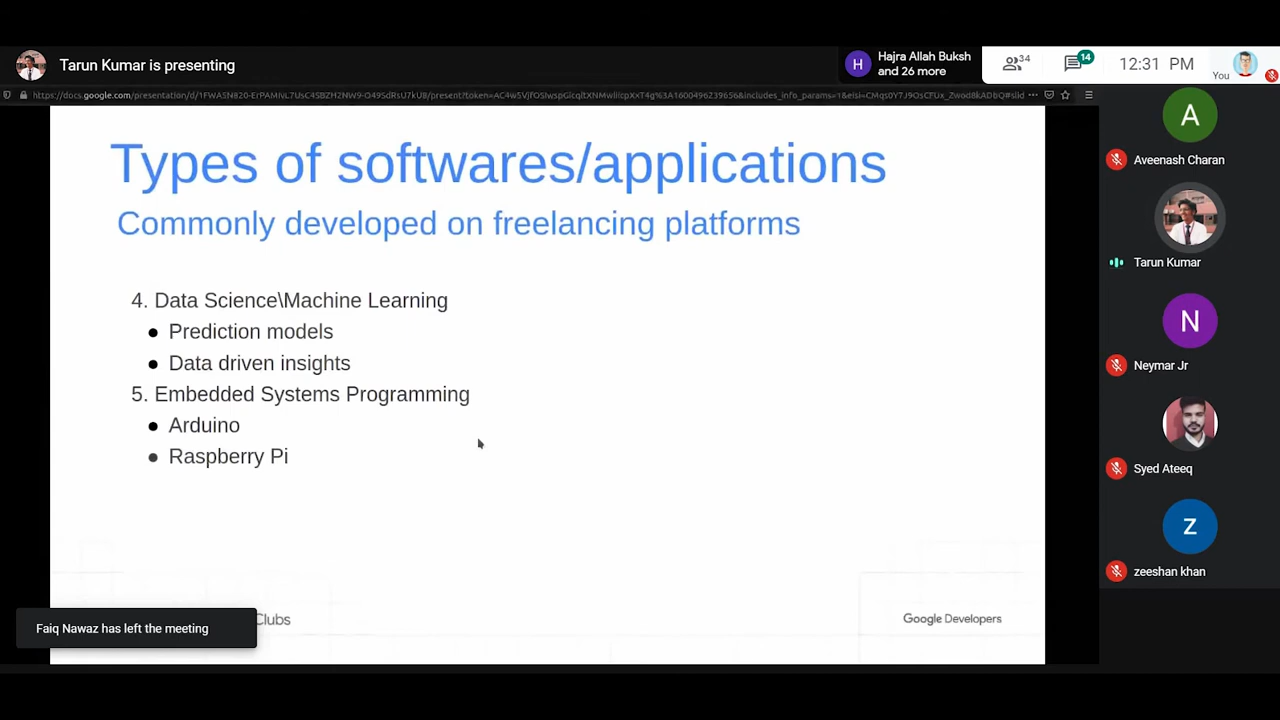 Tarun Kumar is presenting
H
Hajra Allah Buksh
and 26 more
34
14
12:31 PM
You
Types of softwares/applications
Commonly developed on freelancing platforms
4. Data Science\Machine Learning
● Prediction models
● Data driven insights
5. Embedded Systems Programming
● Arduino
● Raspberry Pi
Clubs
Google Developers
Faiq Nawaz has left the meeting
A
Aveenash Charan
Tarun Kumar
N
Neymar Jr
Syed Ateeq
z
zeeshan khan